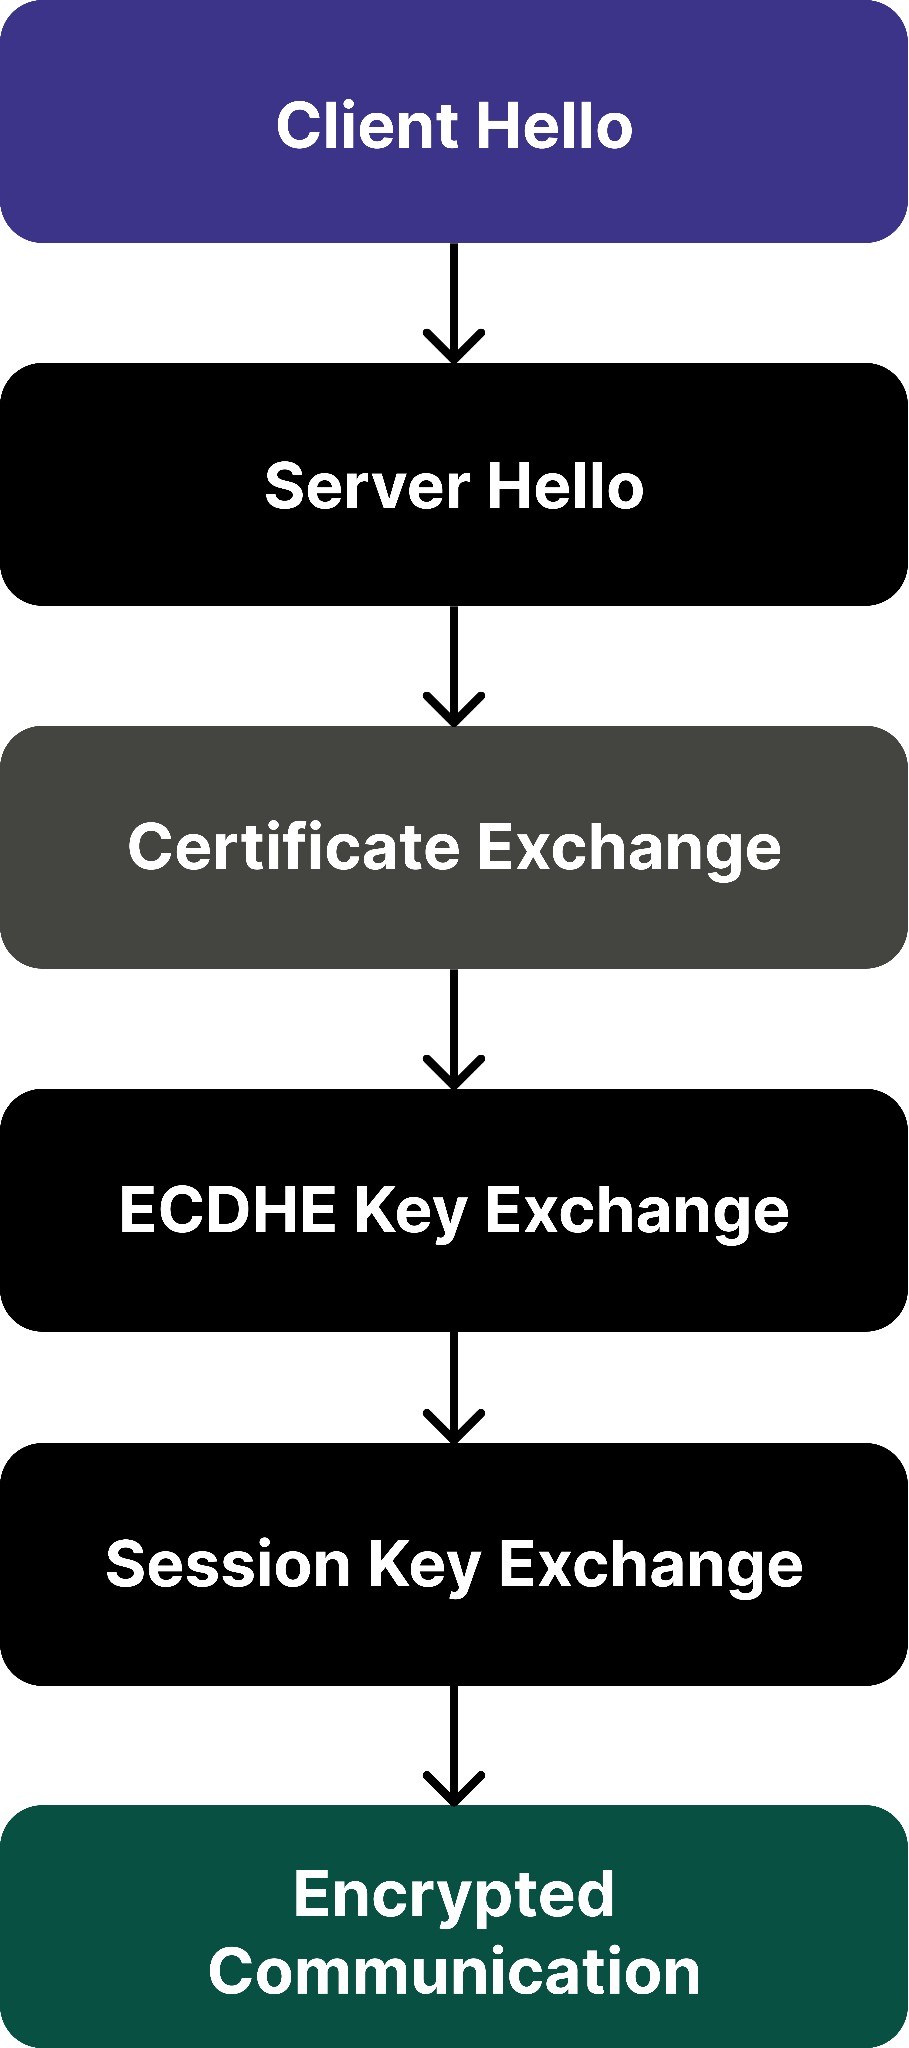 Client Hello
Server Hello
Certificate Exchange
ECDHE Key Exchange
Session Key Exchange
Encrypted
Communication